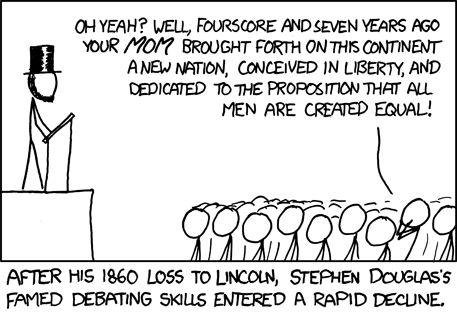 OH YEAH? WELL, FOURSCORE AND SEVEN YEARS AGO
YOUR MOM BROUGHT FORTH ON THIS CONTINENT
A NEW NATION, CONCEIVED IN LIBERTY, AND
DEDICATED TO THE PROPOSITION THAT ALL
MEN ARE CREATED EQUAL!
AFTER HIS 1860 LOSS TO LINCOLN, STEPHEN DOUGLAS'S
FAMED DEBATING SKILLS ENTERED A RAPID DECLINE.